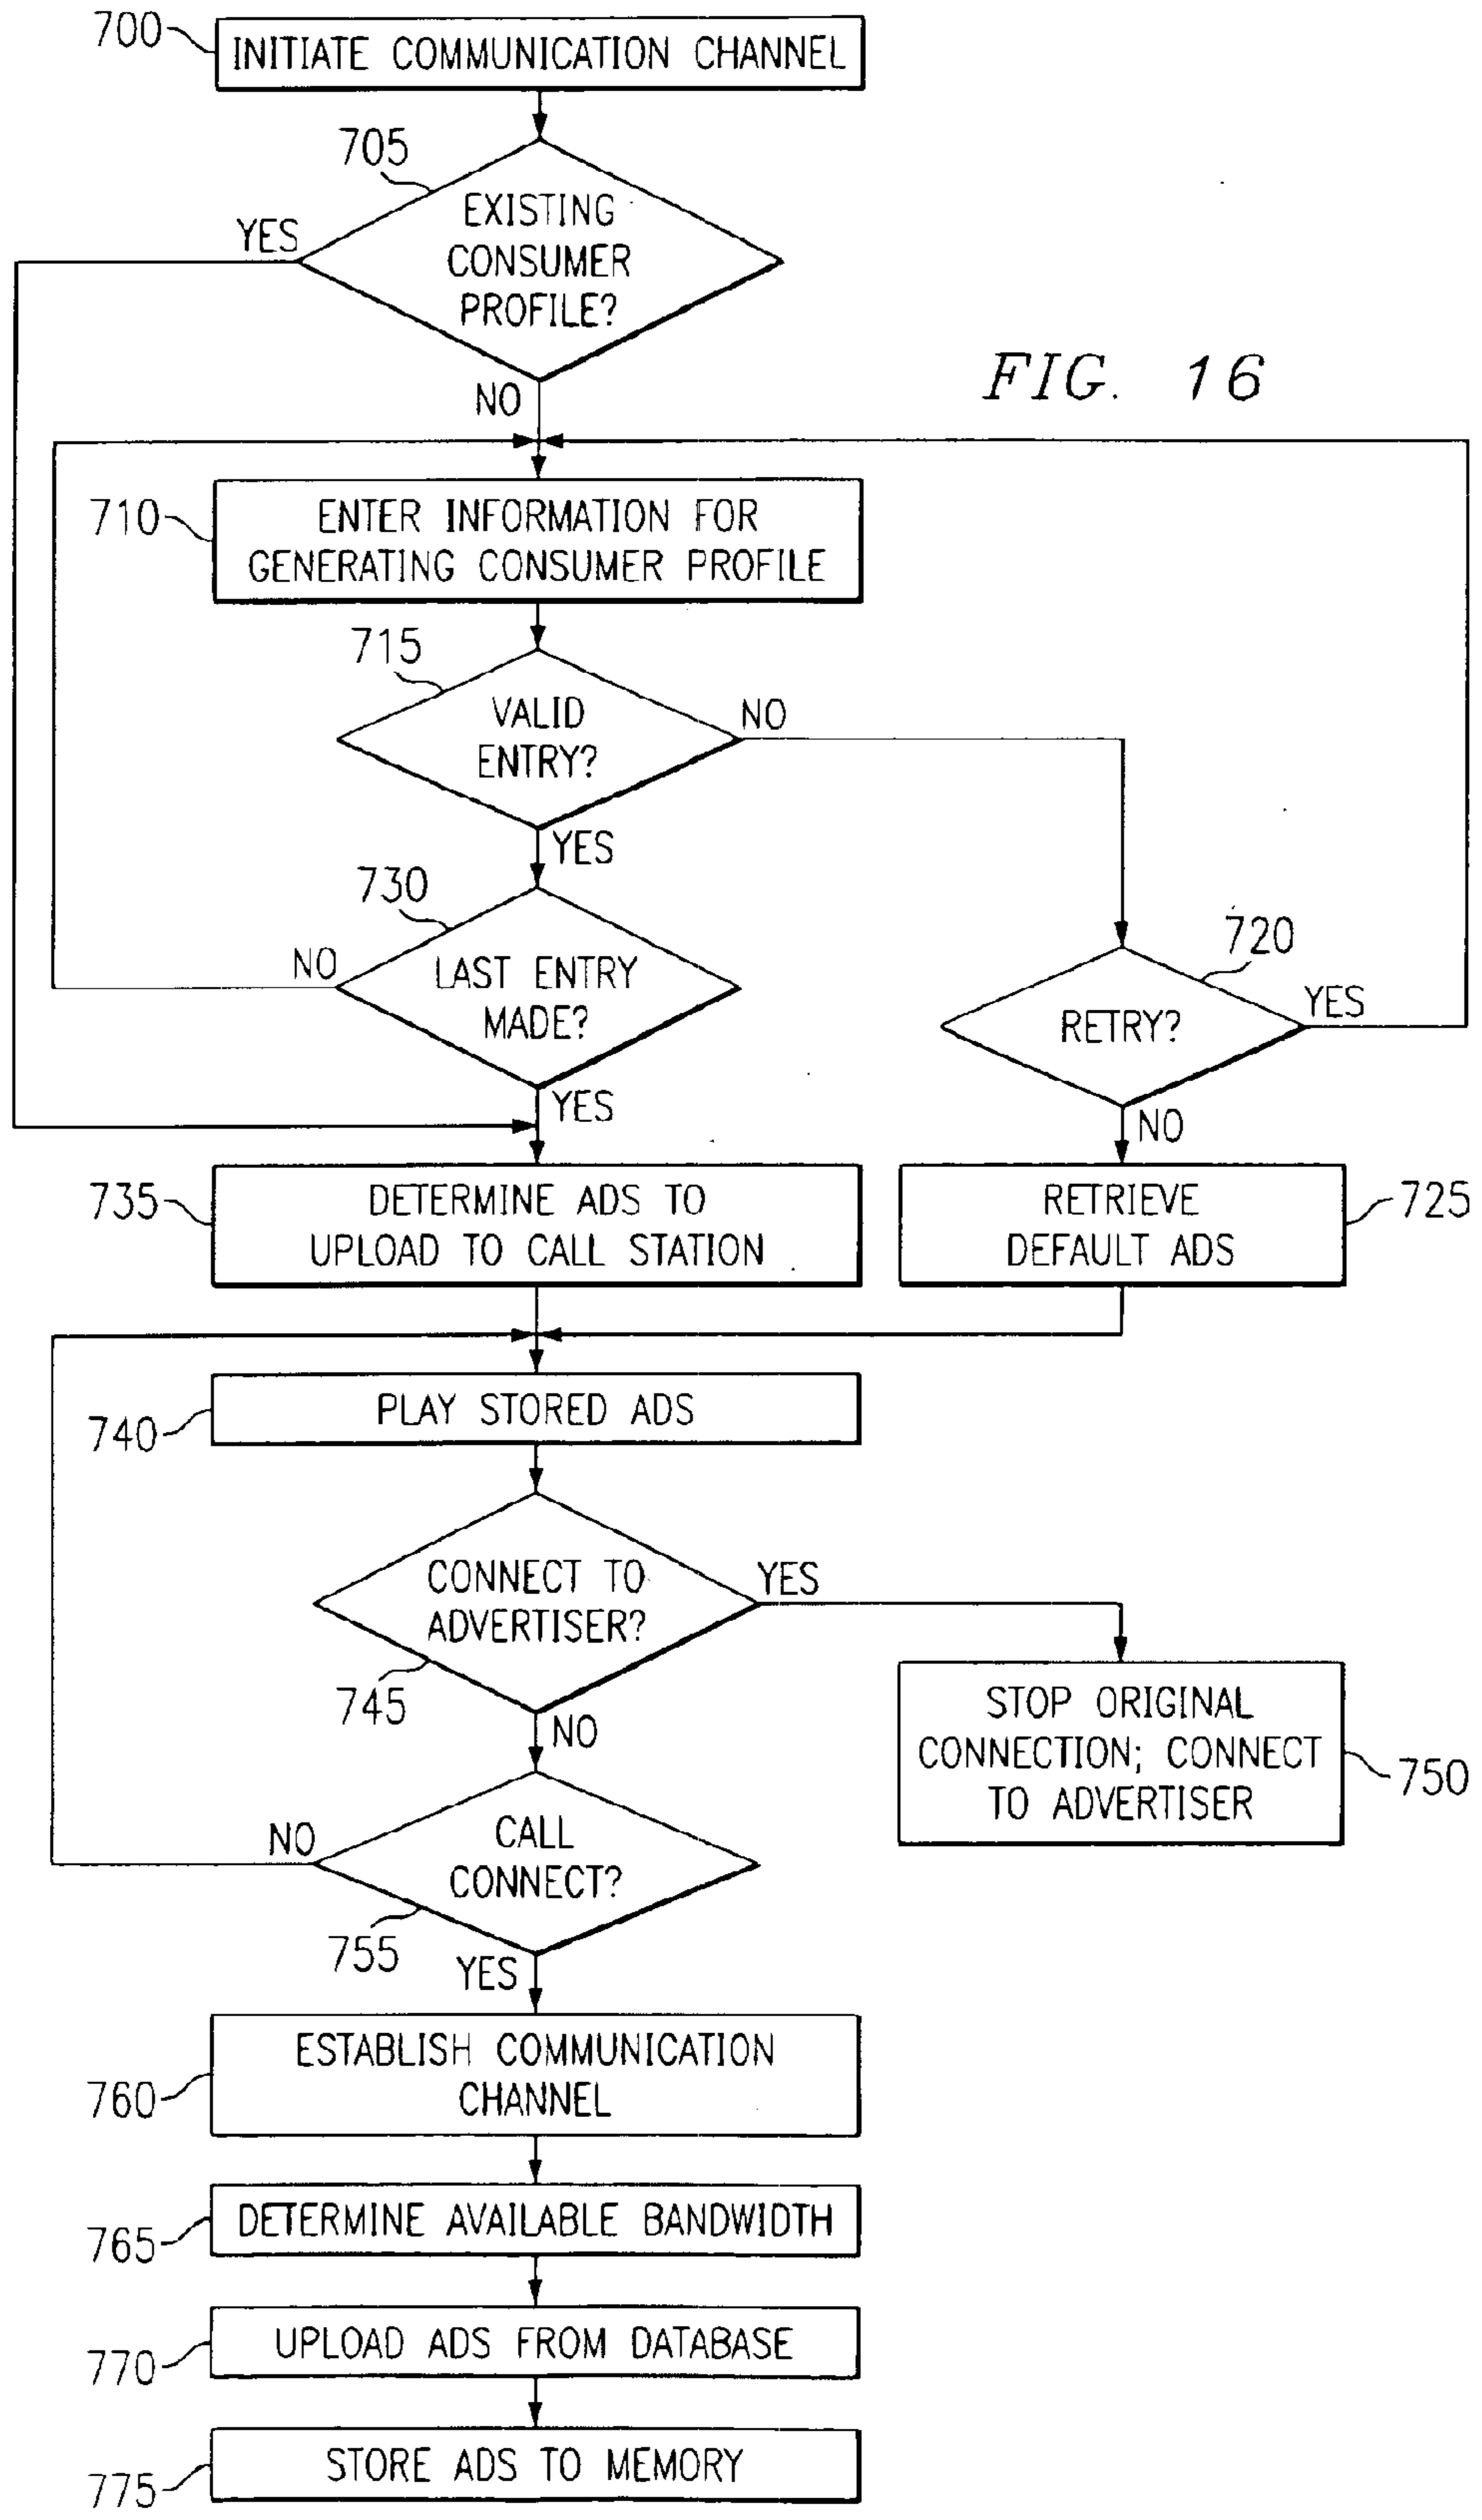 700
INITIATE COMMUNICATION CHANNEL
705
EXISTING
CONSUMER
PROFILE?
YES
NO
FIG. 16
710
ENTER INFORMATION FOR
GENERATING CONSUMER PROFILE
715
VALID
ENTRY?
NO
YES
730
LAST ENTRY
MADE?
NO
YES
720
RETRY?
YES
NO
735
DETERMINE ADS TO
UPLOAD TO CALL STATION
RETRIEVE
DEFAULT ADS
725
740
PLAY STORED ADS
CONNECT TO
ADVERTISER?
YES
745
NO
STOP ORIGINAL
CONNECTION; CONNECT
TO ADVERTISER
750
CALL
CONNECT?
NO
755
YES
760
ESTABLISH COMMUNICATION
CHANNEL
765
DETERMINE AVAILABLE BANDWIDTH
770
UPLOAD ADS FROM DATABASE
775
STORE ADS TO MEMORY